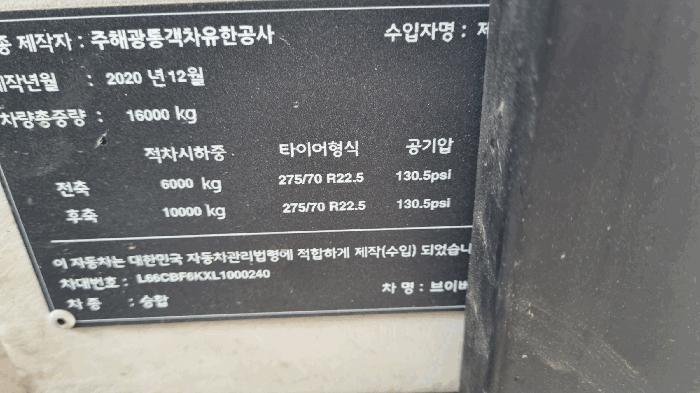 종 제작자 : 주해광통객차유한공사 수입자명 : 제
제작년월 : 2020 년 12월
차량총중량 : 16000 kg
적차시하중 타이어형식 공기압
전축 6000 kg 275/70 R22.5 130.5psi
후축 10000 kg 275/70 R22.5 130.5psi
이 자동차는 대한민국 자동차관리법령에 적합하게 제작(수입) 되었습니
차대번호 : L66CBF6KXL1000240
차 종 : 승합 차 명 : 브이버